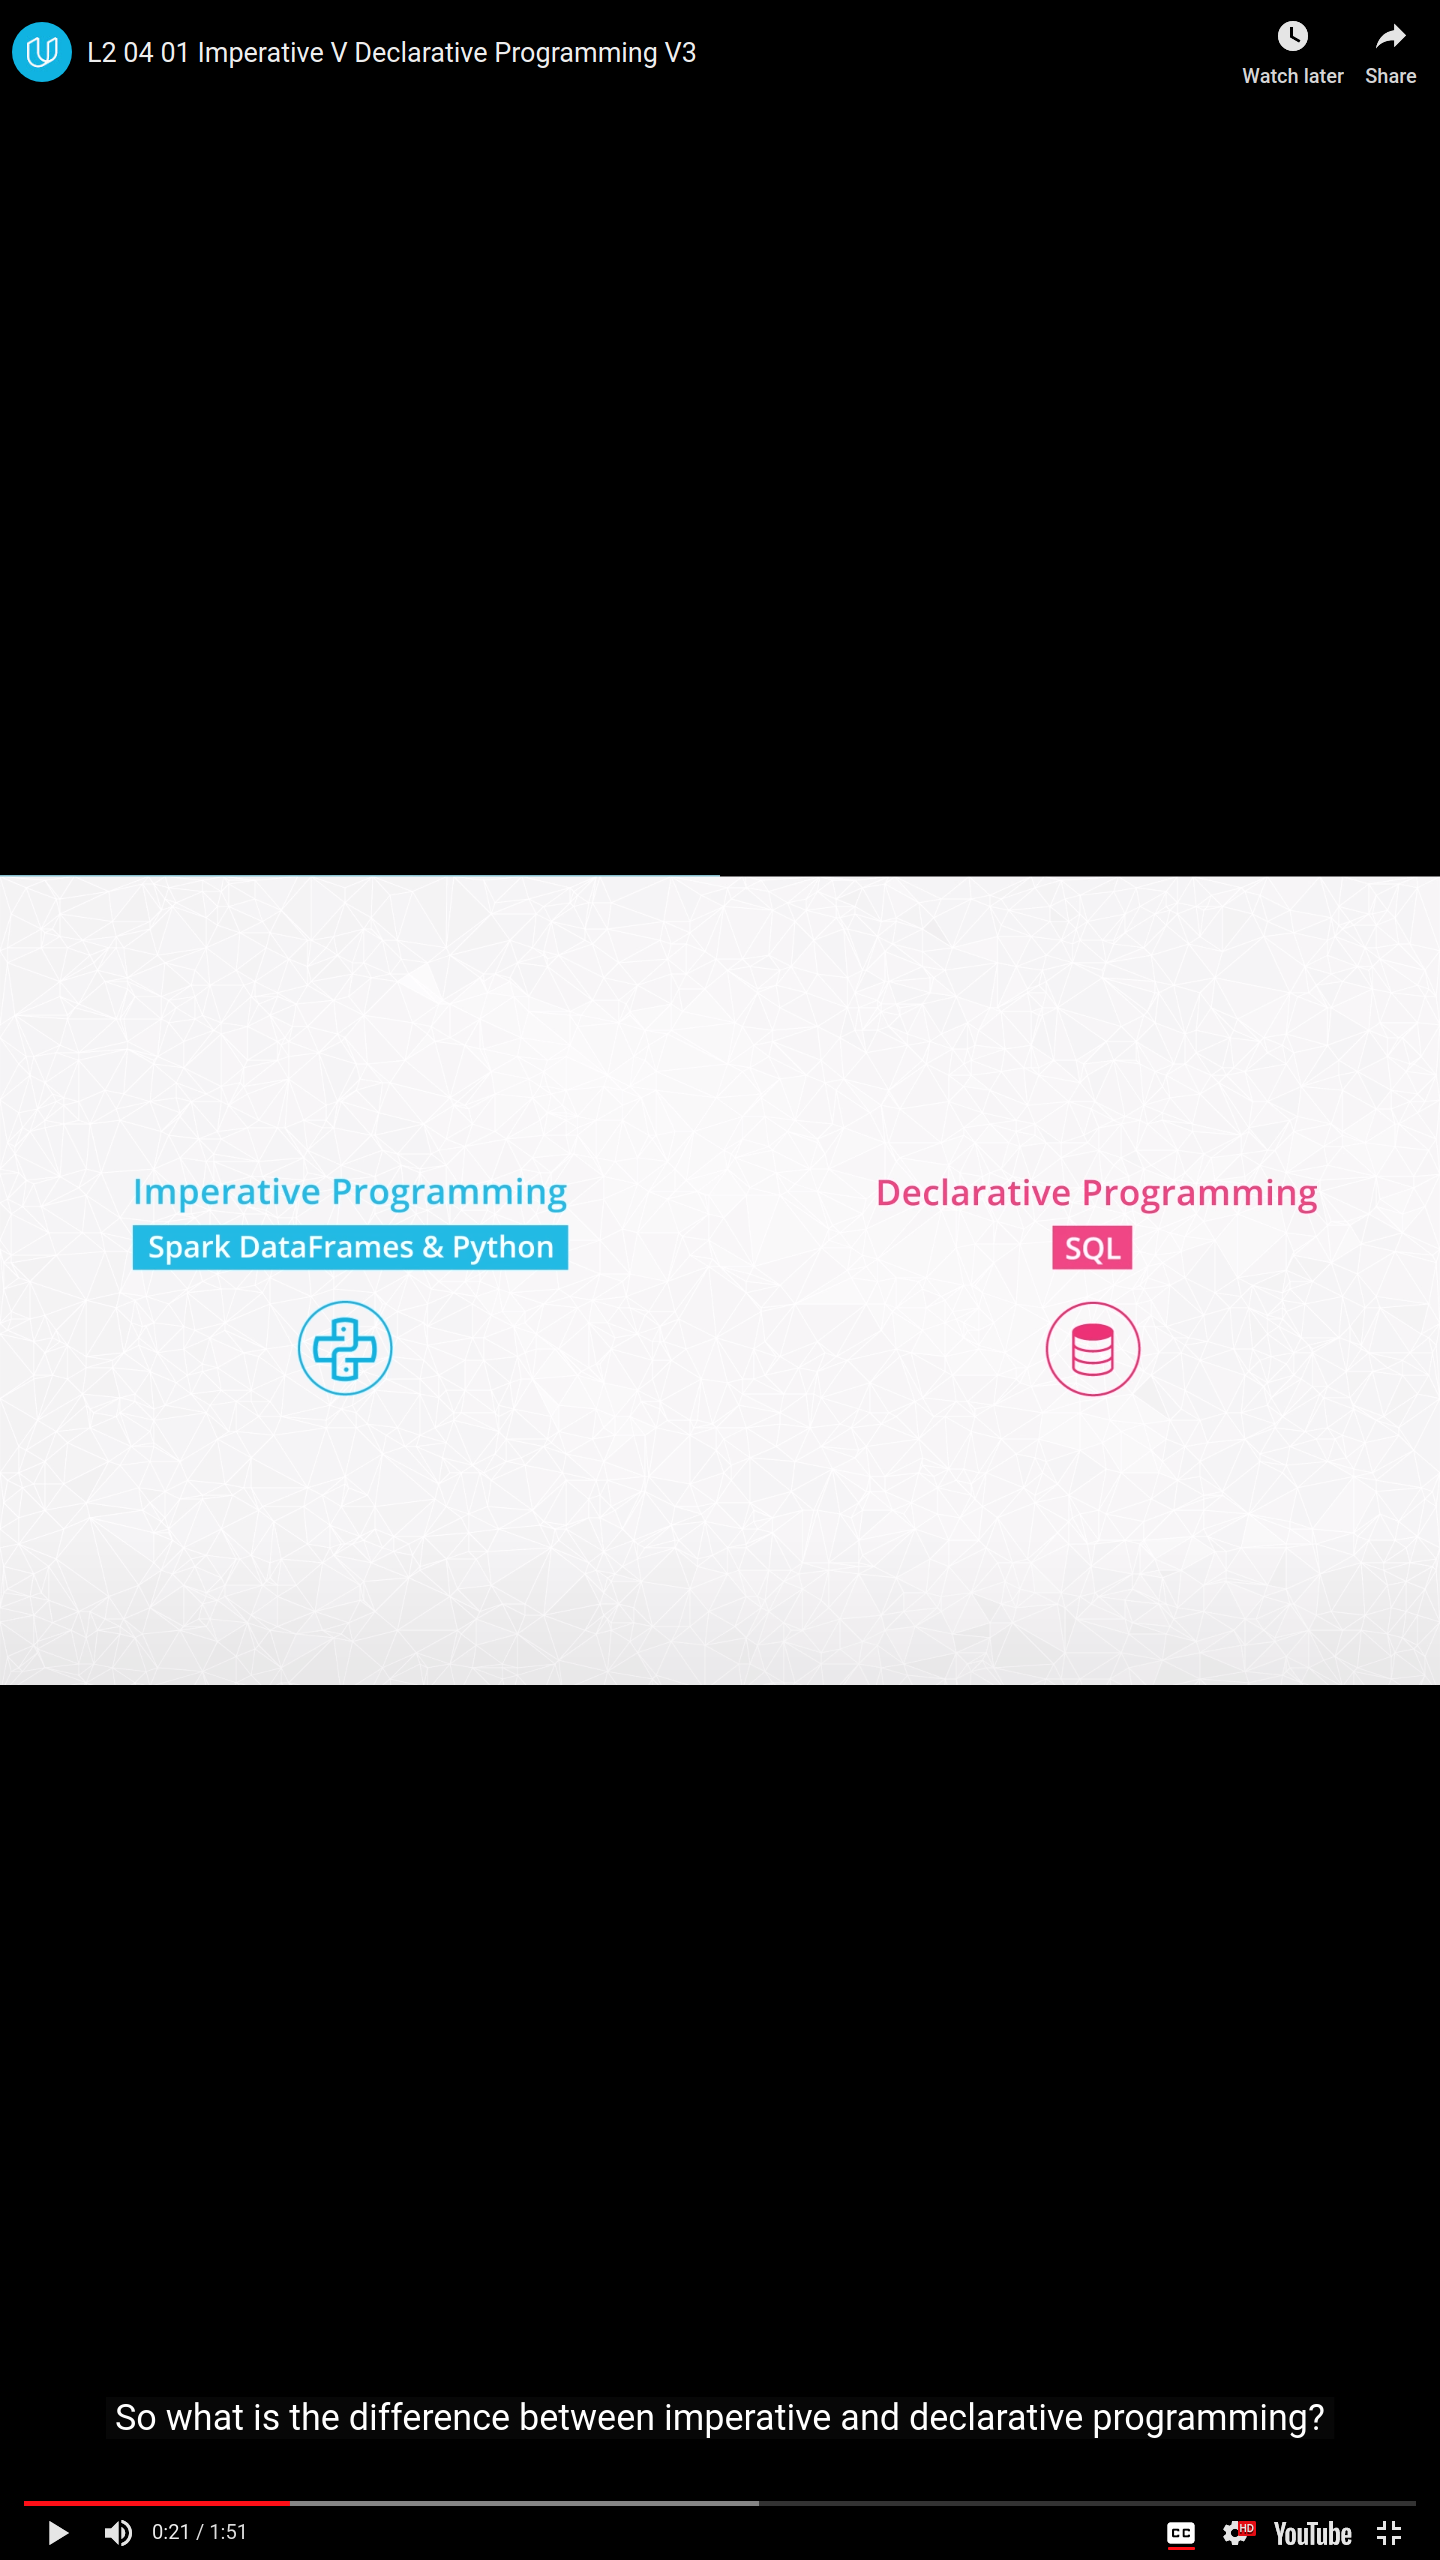 L2 04 01 Imperative V Declarative Programming V3
Watch later
Share
Imperative Programming
Spark DataFrames & Python
Declarative Programming
SQL
So what is the difference between imperative and declarative programming?
0:21 / 1:51
CC
HD
YouTube